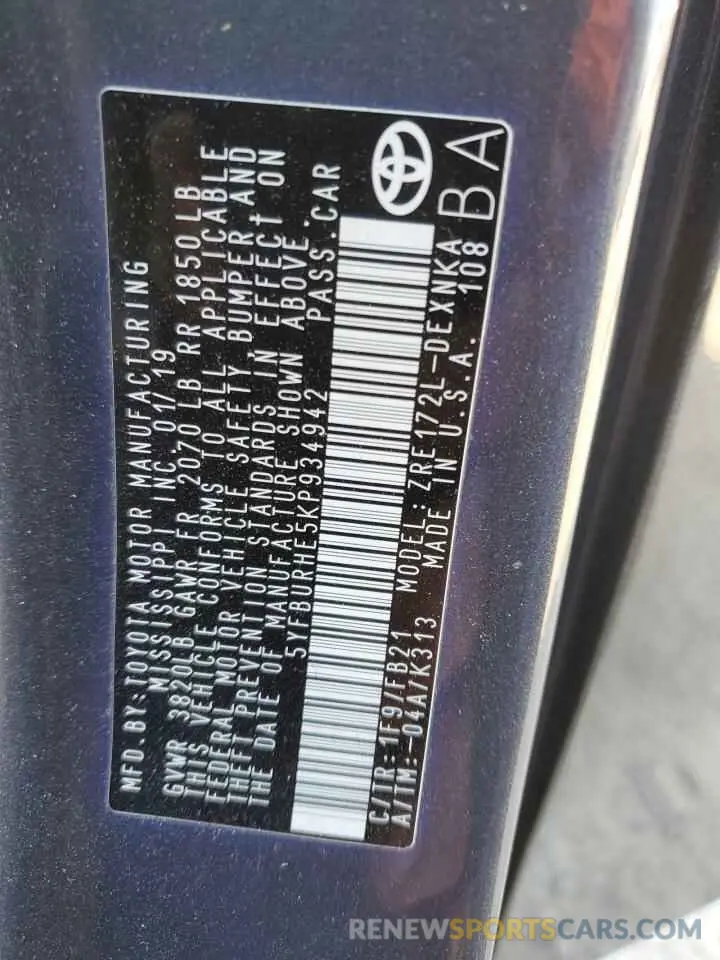 MFD.BY:TOYOTA MOTOR MANUFACTURING
MISSISSIPPI INC.01/19
GVWR 3820LB GAWR FR 2070 LB RR 1850 LB
THIS VEHICLE CONFORMS TO ALL APPLICABLE
FEDERAL MOTOR VEHICLE SAFETY, BUMPER, AND
THEFT PREVENTION STANDARDS IN EFFECT ON
THE DATE OF MANUFACTURE SHOWN ABOVE.
5YFBURHE5KP934942 PASS.CAR
C/TR: 1F9/FB21 MODEL: ZRE172L-DEXNKA
A/TM:-04A/K313 MADE IN U.S.A. 108
BA
RENEWSPORTSCARS.COM